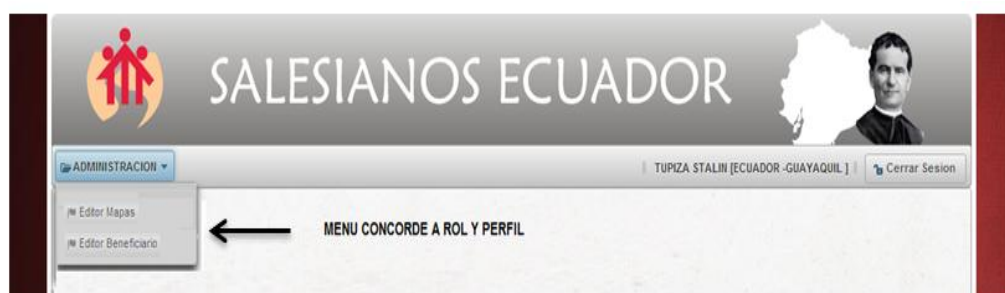 SALESIANOS ECUADOR
ADMINISTRACION
TUPIZA STALIN [ECUADOR -GUAYAQUIL ]
Cerrar Sesion
Editor Mapas
Editor Beneficiario
MENU CONCORDE A ROL Y PERFIL